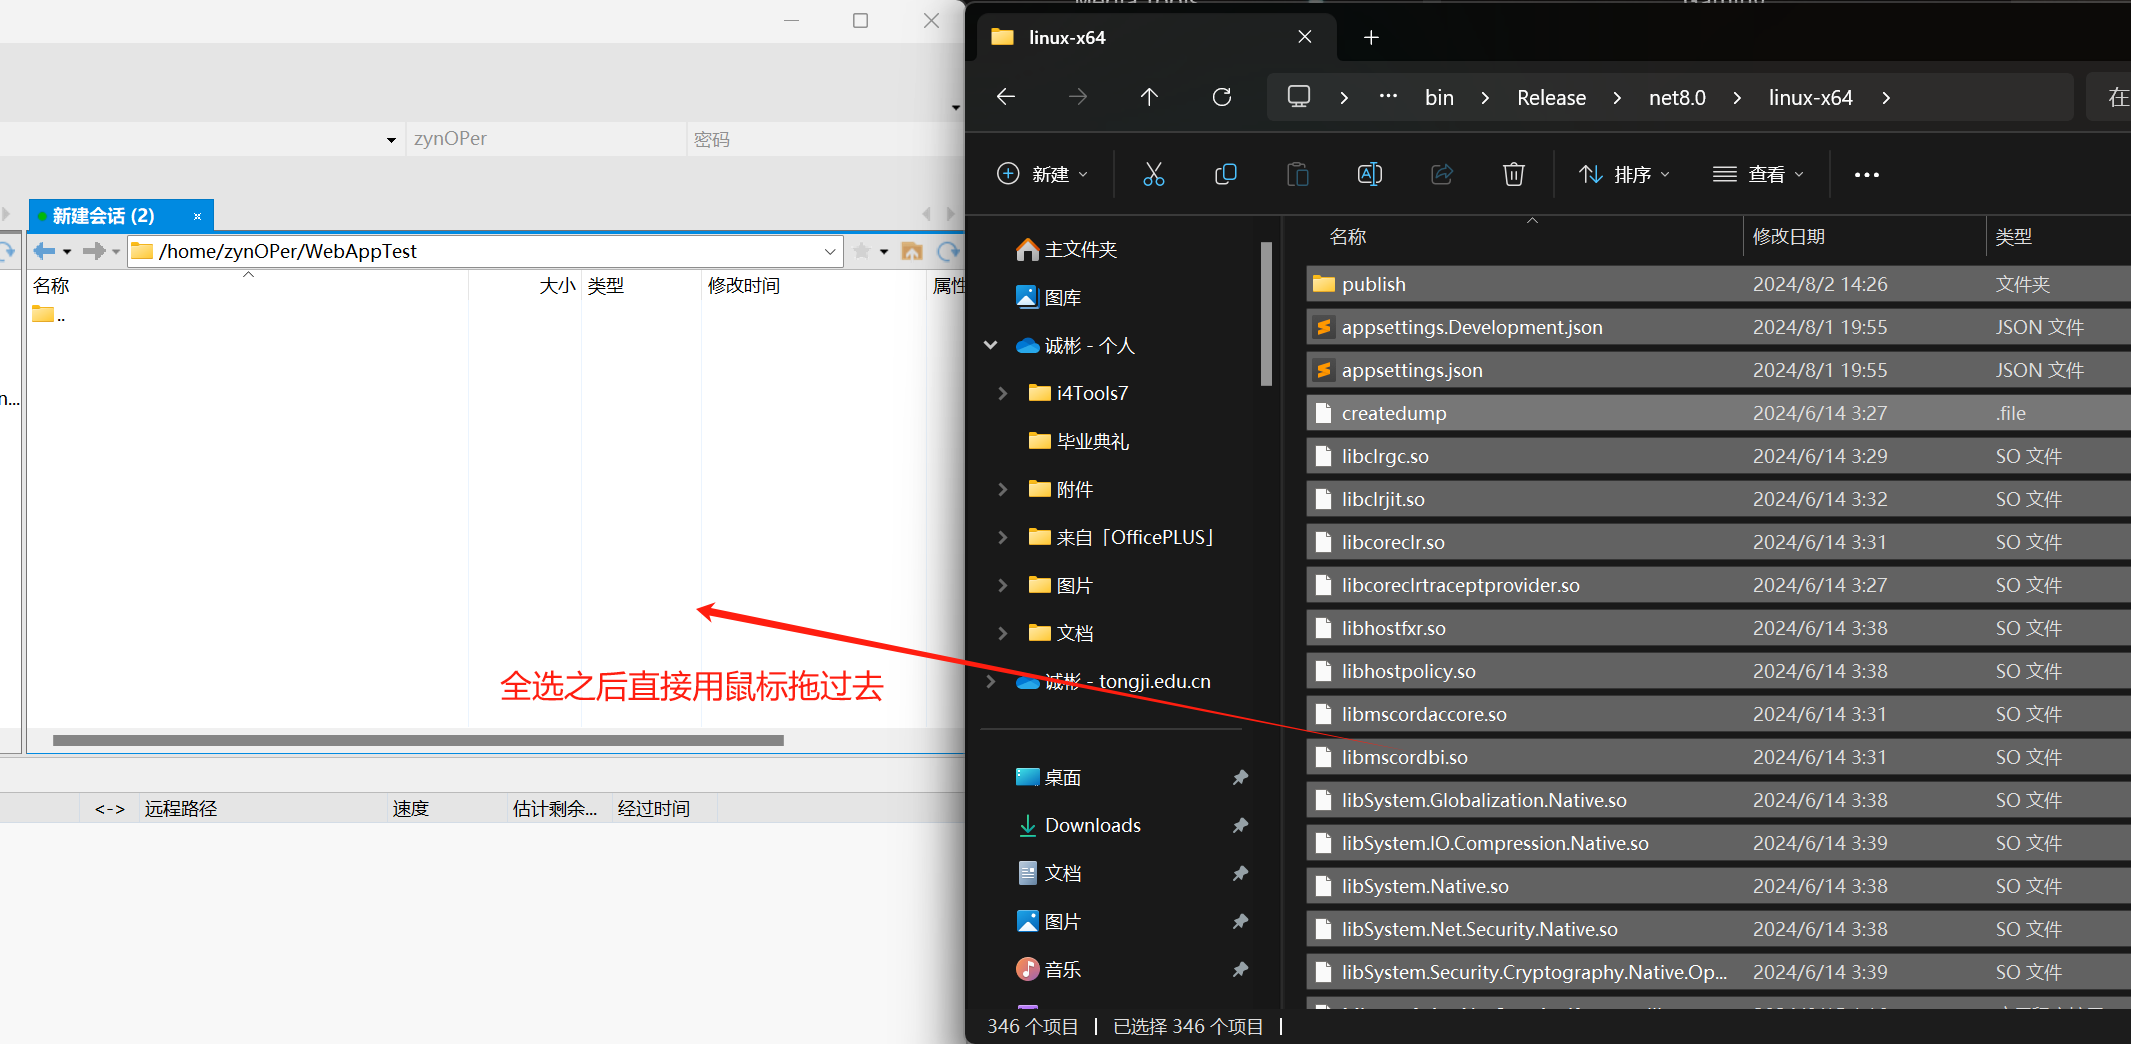 zynOPer
密码
新建会话 (2)
/home/zynOPer/WebAppTest
名称
大小
类型
修改时间
属性
..
n...
全选之后直接用鼠标拖过去
<->
远程路径
速度
估计剩余...
经过时间
linux-x64
bin
Release
net8.0
linux-x64
在
新建
排序
查看
主文件夹
图库
诚彬 - 个人
i4Tools7
毕业典礼
附件
来自「OfficePLUS」
图片
文档
诚彬 - tongji.edu.cn
桌面
Downloads
文档
图片
音乐
名称 修改日期 类型
publish 2024/8/2 14:26 文件夹
appsettings.Development.json 2024/8/1 19:55 JSON 文件
appsettings.json 2024/8/1 19:55 JSON 文件
createdump 2024/6/14 3:27 .file
libclrgc.so 2024/6/14 3:29 SO 文件
libclrjit.so 2024/6/14 3:32 SO 文件
libcoreclr.so 2024/6/14 3:31 SO 文件
libcoreclrtraceptprovider.so 2024/6/14 3:27 SO 文件
libhostfxr.so 2024/6/14 3:38 SO 文件
libhostpolicy.so 2024/6/14 3:38 SO 文件
libmscordaccore.so 2024/6/14 3:31 SO 文件
libmscordbi.so 2024/6/14 3:31 SO 文件
libSystem.Globalization.Native.so 2024/6/14 3:38 SO 文件
libSystem.IO.Compression.Native.so 2024/6/14 3:39 SO 文件
libSystem.Native.so 2024/6/14 3:38 SO 文件
libSystem.Net.Security.Native.so 2024/6/14 3:38 SO 文件
libSystem.Security.Cryptography.Native.Op... 2024/6/14 3:39 SO 文件
346 个项目 | 已选择 346 个项目 |